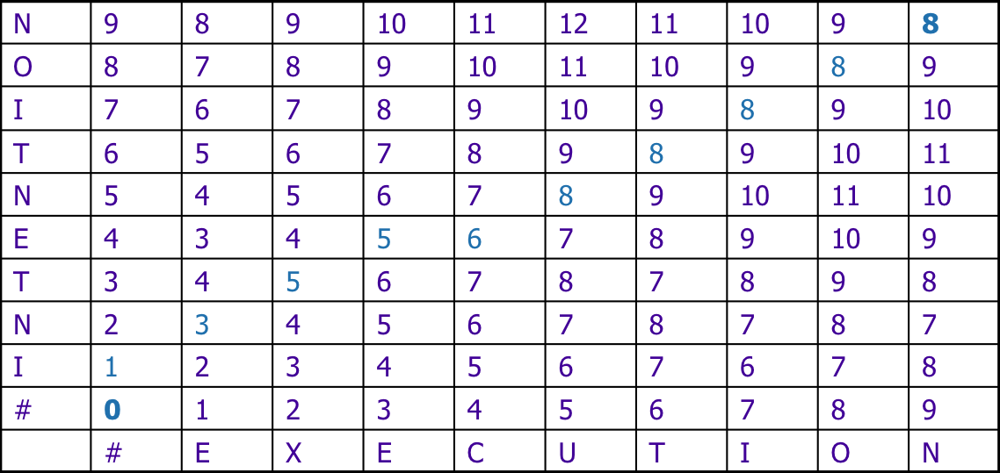 N 9 8 9 10 11 12 11 10 9 8
O 8 7 8 9 10 11 10 9 8 9
I 7 6 7 8 9 10 9 8 9 10
T 6 5 6 7 8 9 8 9 10 11
N 5 4 5 6 7 8 9 10 11 10
E 4 3 4 5 6 7 8 9 10 9
T 3 4 5 6 7 8 7 8 9 8
N 2 3 4 5 6 7 8 7 8 7
I 1 2 3 4 5 6 7 6 7 8
# 0 1 2 3 4 5 6 7 8 9
# E X E C U T I O N